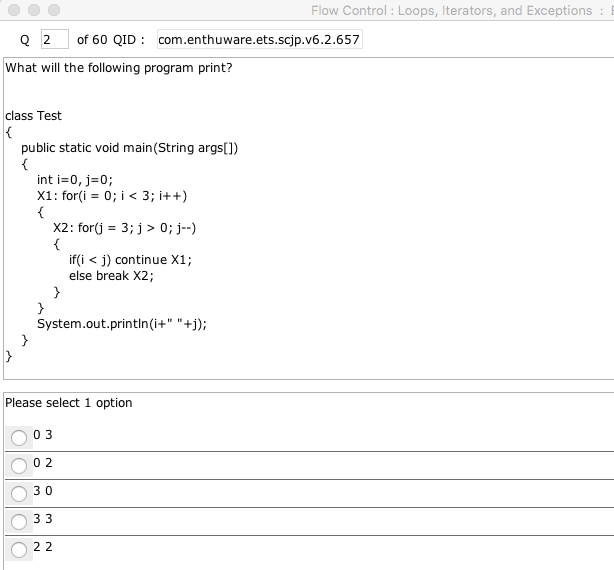 Flow Control : Loops, Iterators, and Exceptions :
Q 2 of 60 QID : com.enthuware.ets.scjp.v6.2.657
What will the following program print?
class Test
{
public static void main(String args[])
{
int i=0, j=0;
X1: for(i = 0; i < 3; i++)
{
X2: for(j = 3; j > 0; j--)
{
if(i < j) continue X1;
else break X2;
}
}
System.out.println(i+" "+j);
}
}
Please select 1 option
0 3
0 2
3 0
3 3
2 2